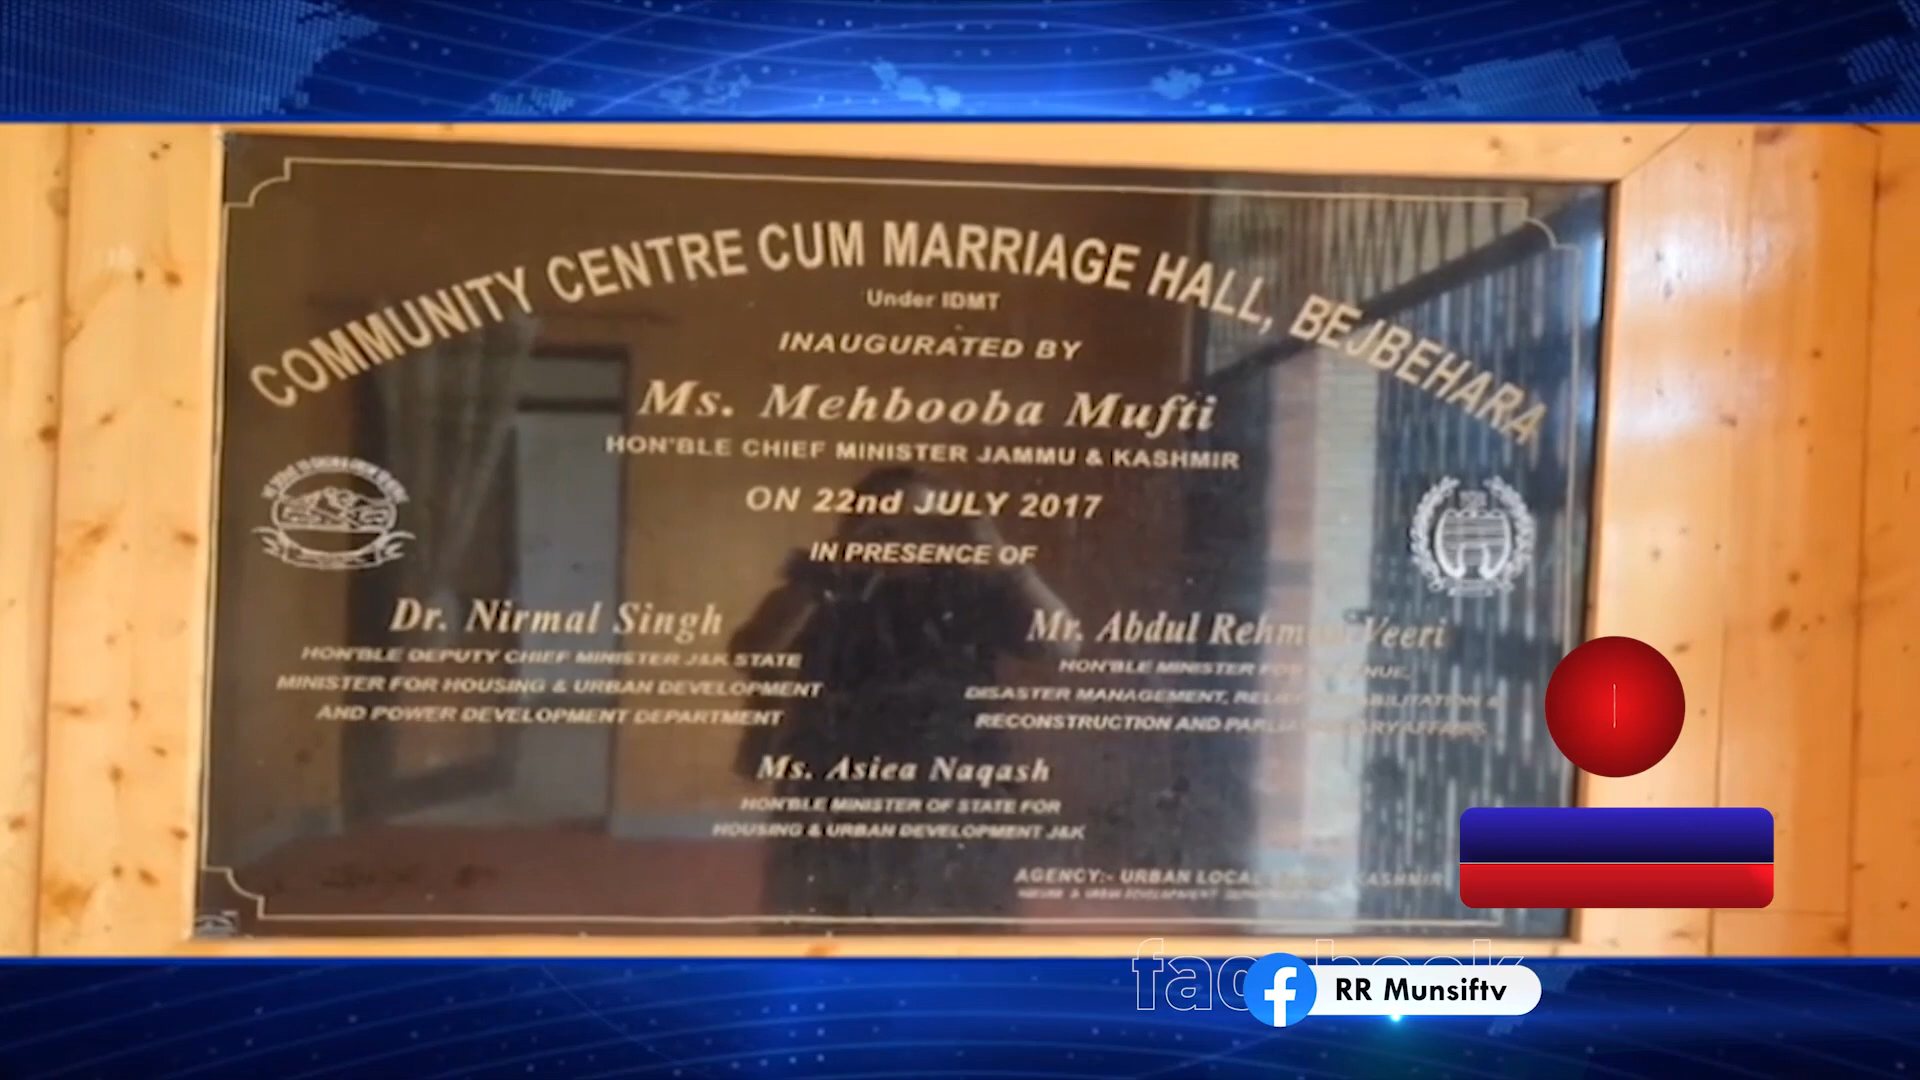 COMMUNITY CENTRE CUM MARRIAGE HALL, BEJBEHARA
Under IDMT
INAUGURATED BY
Ms. Mehbooba Mufti
HON'BLE CHIEF MINISTER JAMMU & KASHMIR
ON 22nd JULY 2017
IN PRESENCE OF
Dr. Nirmal Singh
HON'BLE DEPUTY CHIEF MINISTER J&K STATE
MINISTER FOR HOUSING & URBAN DEVELOPMENT
AND POWER DEVELOPMENT DEPARTMENT
Mr. Abdul Veeri
HON'BLE MINISTER
DISASTER MANAGEMENT,
RECONSTRUCTION AND
Ms. Asiea Naqash
HON'BLE MINISTER OF STATE FOR
HOUSING & URBAN DEVELOPMENT J&K
AGENCY:- URBAN LOCAL KASHMIR
facebook
RR Munsiftv